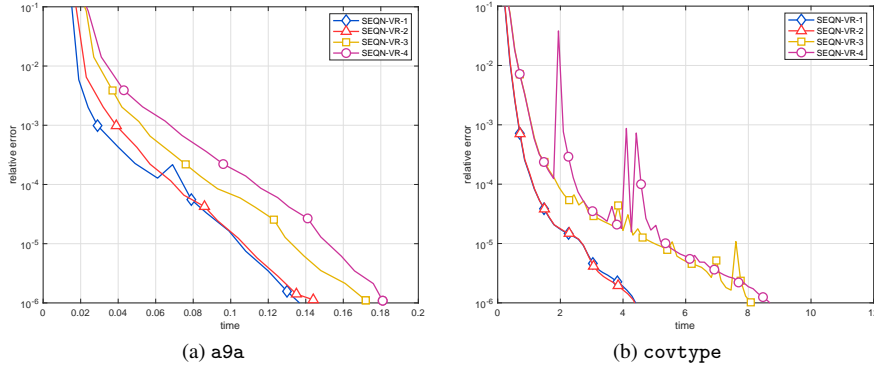 10^-1
10^-2
10^-3
10^-4
10^-5
10^-6
relative error
0 0.02 0.04 0.06 0.08 0.1 0.12 0.14 0.16 0.18 0.2
time
SEQN-VR-1
SEQN-VR-2
SEQN-VR-3
SEQN-VR-4
(a) a9a
10^-1
10^-2
10^-3
10^-4
10^-5
10^-6
relative error
0 2 4 6 8 10 12
time
SEQN-VR-1
SEQN-VR-2
SEQN-VR-3
SEQN-VR-4
(b) covtype